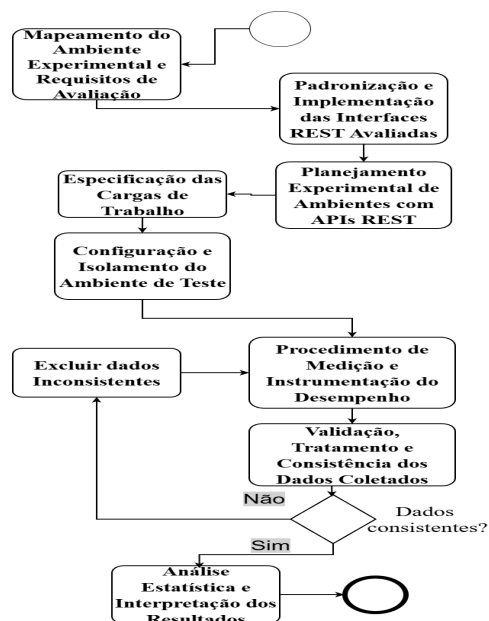 Mapeamento do
Ambiente
Experimental e
Requisitos de
Avaliação
Padronização e
Implementação
das Interfaces
REST Avaliadas
Planejamento
Experimental de
Ambientes com
APIs REST
Especificação das
Cargas de
Trabalho
Configuração e
Isolamento do
Ambiente de Teste
Procedimento de
Medição e
Instrumentação do
Desempenho
Excluir dados
Inconsistentes
Validação,
Tratamento e
Consistência dos
Dados Coletados
Não
Dados
consistentes?
Sim
Análise
Estatística e
Interpretação dos
Resultados